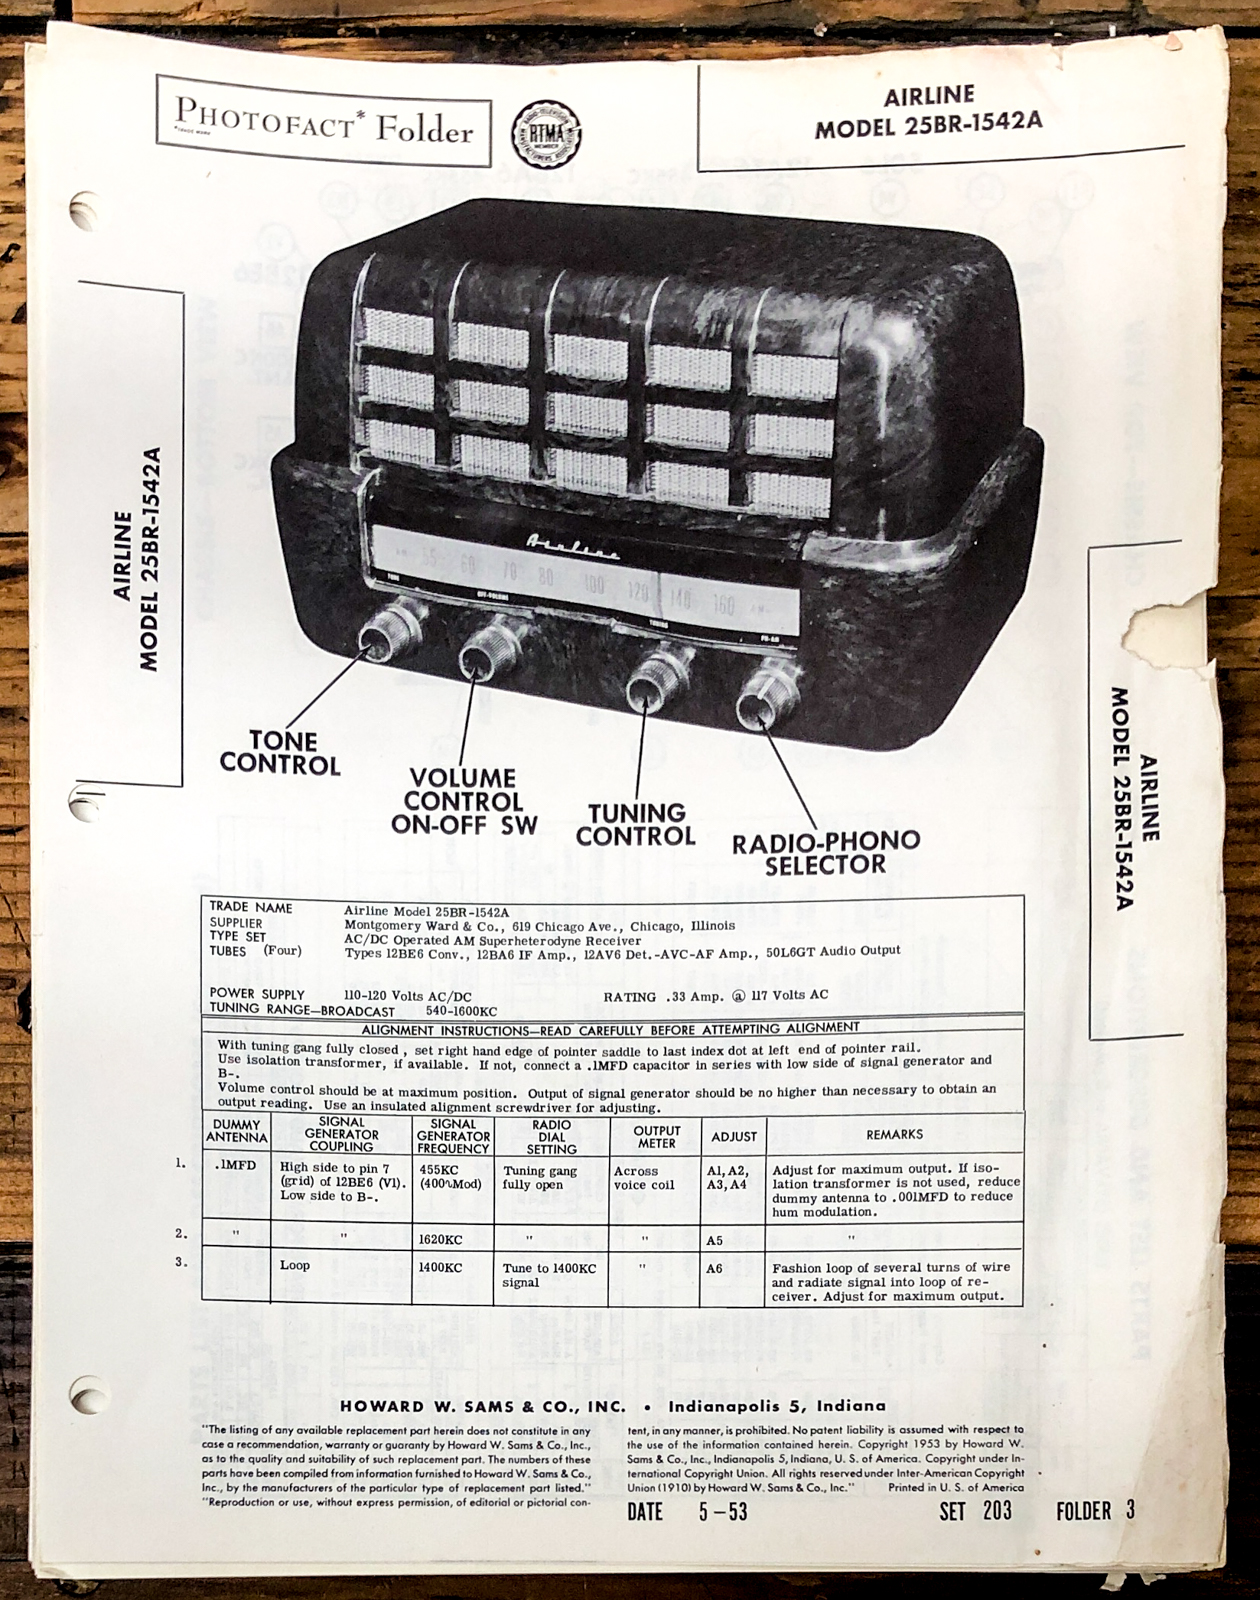 PHOTOFACT* Folder
*TRADE MARK
RTMA
AIRLINE
MODEL 25BR-1542A
AIRLINE
MODEL 25BR-1542A
AIRLINE
MODEL 25BR-1542A
Airline
55 60 70 80 100 120 140 160
TONE
OFF-VOLUME
TUNING
PH-RAD
TONE
CONTROL
VOLUME
CONTROL
ON-OFF SW
TUNING
CONTROL
RADIO-PHONO
SELECTOR
TRADE NAME Airline Model 25BR-1542A
SUPPLIER Montgomery Ward & Co., 619 Chicago Ave., Chicago, Illinois
TYPE SET AC/DC Operated AM Superheterodyne Receiver
TUBES (Four) Types 12BE6 Conv., 12BA6 IF Amp., 12AV6 Det.-AVC-AF Amp., 50L6GT Audio Output
POWER SUPPLY 110-120 Volts AC/DC RATING .33 Amp. @ 117 Volts AC
TUNING RANGE—BROADCAST 540-1600KC
ALIGNMENT INSTRUCTIONS—READ CAREFULLY BEFORE ATTEMPTING ALIGNMENT
With tuning gang fully closed , set right hand edge of pointer saddle to last index dot at left end of pointer rail.
Use isolation transformer, if available. If not, connect a .1MFD capacitor in series with low side of signal generator and
B-.
Volume control should be at maximum position. Output of signal generator should be no higher than necessary to obtain an
output reading. Use an insulated alignment screwdriver for adjusting.
DUMMY
ANTENNA
SIGNAL
GENERATOR
COUPLING
SIGNAL
GENERATOR
FREQUENCY
RADIO
DIAL
SETTING
OUTPUT
METER
ADJUST
REMARKS
1.
.1MFD
High side to pin 7
(grid) of 12BE6 (V1).
Low side to B-.
455KC
(400∿Mod)
Tuning gang
fully open
Across
voice coil
A1, A2,
A3, A4
Adjust for maximum output. If iso-
lation transformer is not used, reduce
dummy antenna to .001MFD to reduce
hum modulation.
2.
" " 1620KC " " A5 "
3.
Loop
1400KC
Tune to 1400KC
signal
"
A6
Fashion loop of several turns of wire
and radiate signal into loop of re-
ceiver. Adjust for maximum output.
HOWARD W. SAMS & CO., INC. • Indianapolis 5, Indiana
"The listing of any available replacement part herein does not constitute in any
case a recommendation, warranty or guaranty by Howard W. Sams & Co., Inc.,
as to the quality and suitability of such replacement part. The numbers of these
parts have been compiled from information furnished to Howard W. Sams & Co.,
Inc., by the manufacturers of the particular type of replacement part listed."
"Reproduction or use, without express permission, of editorial or pictorial con-
tent, in any manner, is prohibited. No patent liability is assumed with respect to
the use of the information contained herein. Copyright 1953 by Howard W.
Sams & Co., Inc., Indianapolis 5, Indiana, U. S. of America. Copyright under In-
ternational Copyright Union. All rights reserved under Inter-American Copyright
Union (1910) by Howard W. Sams & Co., Inc." Printed in U. S. of America
DATE 5-53 SET 203 FOLDER 3